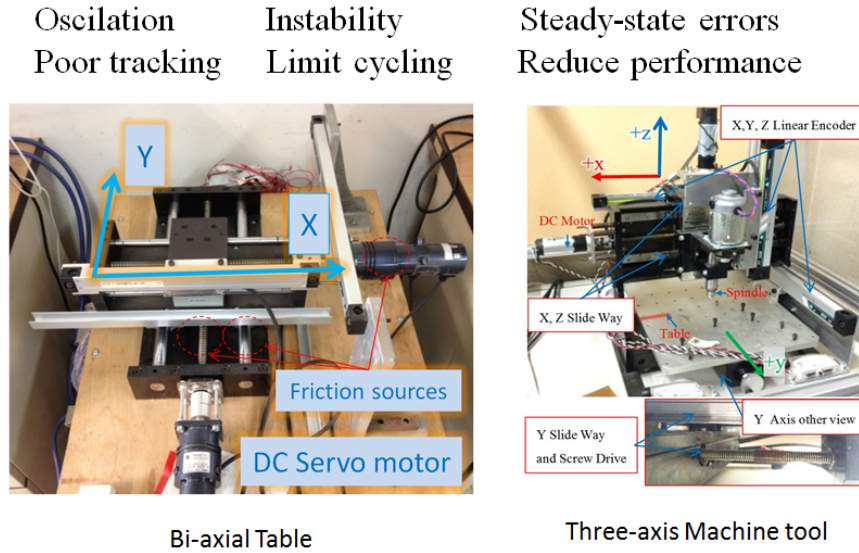 Oscilation
Instability
Steady-state errors
Poor tracking
Limit cycling
Reduce performance
Y
X
Friction sources
DC Servo motor
Bi-axial Table
+z
+x
X,Y, Z Linear Encoder
DC Motor
Spindle
X, Z Slide Way
Table
+y
Y Axis other view
Y Slide Way
and Screw Drive
Three-axis Machine tool